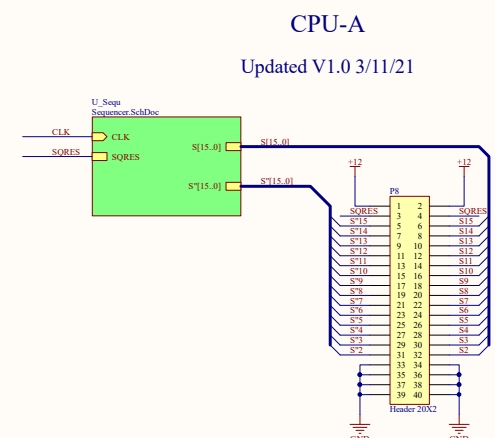 CPU-A
Updated V1.0 3/11/21
U_Sequ
Sequencer.SchDoc
CLK CLK
SQRES SQRES
S[15..0] S[15..0]
S"[15..0] S"[15..0]
+12 +12
P8
1 2
SQRES 3 4 SQRES
S"15 5 6 S15
S"14 7 8 S14
S"13 9 10 S13
S"12 11 12 S12
S"11 13 14 S11
S"10 15 16 S10
S"9 17 18 S9
S"8 19 20 S8
S"7 21 22 S7
S"6 23 24 S6
S"5 25 26 S5
S"4 27 28 S4
S"3 29 30 S3
S"2 31 32 S2
33 34
35 36
37 38
39 40
Header 20X2
GND GND